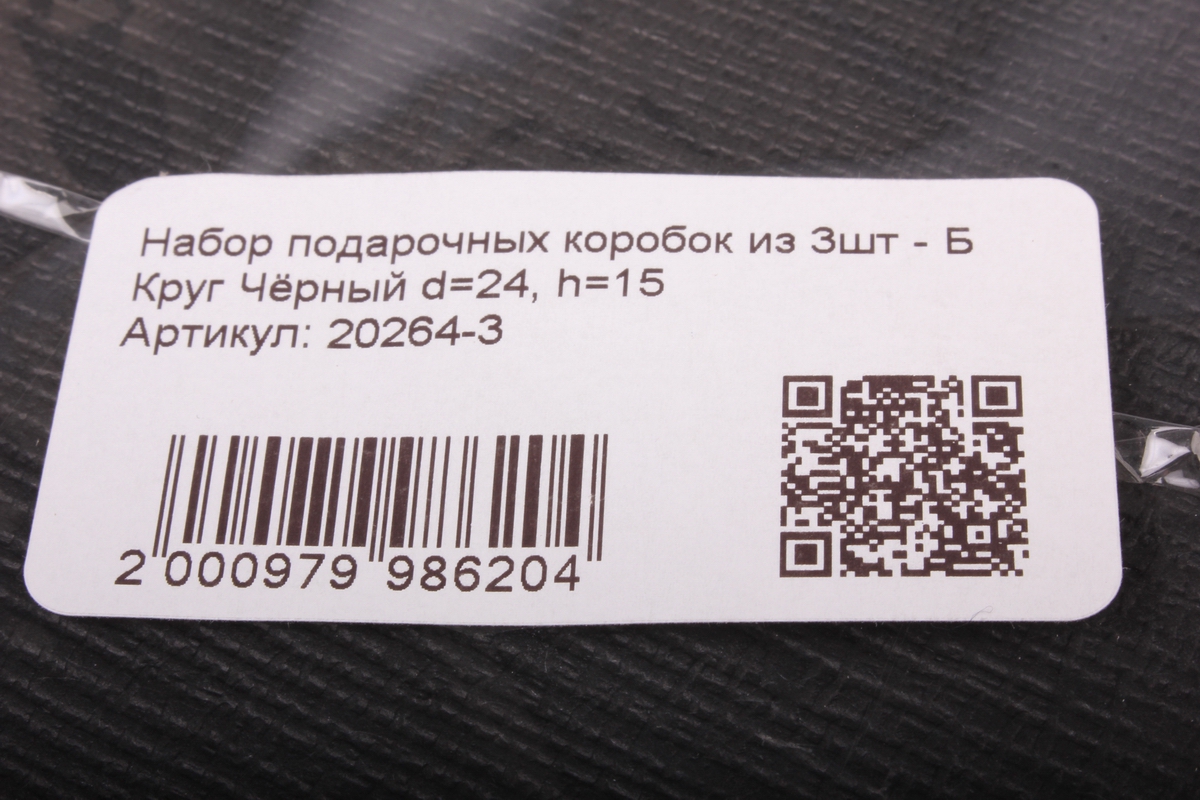 Набор подарочных коробок из 3шт - Б
Круг Чёрный d=24, h=15
Артикул: 20264-3
2 000979 986204